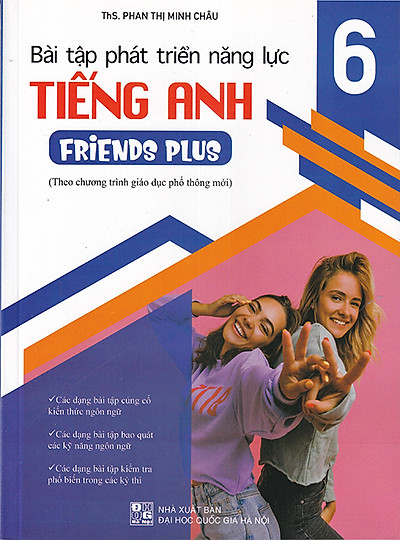 ThS. PHAN THỊ MINH CHÂU
Bài tập phát triển năng lực
6
TIẾNG ANH
FRIENDS PLUS
(Theo chương trình giáo dục phổ thông mới)
✓Các dạng bài tập củng cố
kiến thức ngôn ngữ
✓Các dạng bài tập bao quát
các kỹ năng ngôn ngữ
✓Các dạng bài tập kiểm tra
phổ biến trong các kỳ thi
NHÀ XUẤT BẢN
ĐẠI HỌC QUỐC GIA HÀ NỘI